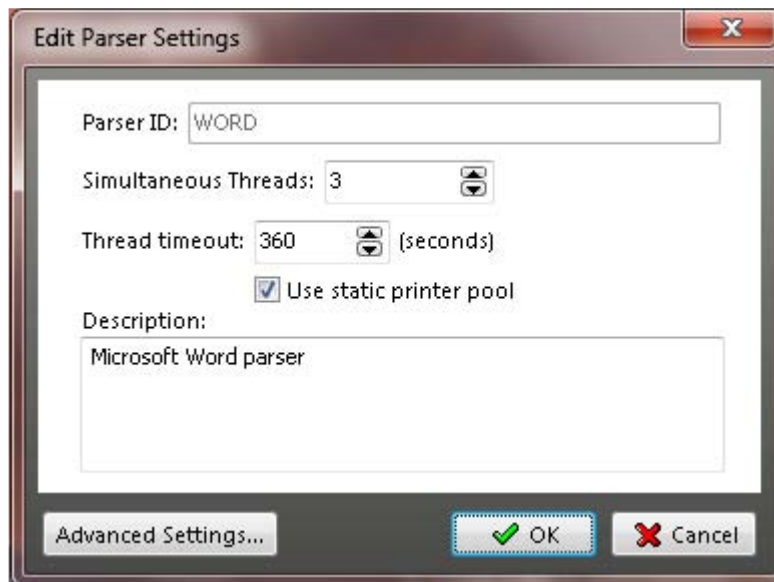 Edit Parser Settings
Parser ID: WORD
Simultaneous Threads: 3
Thread timeout: 360 (seconds)
Use static printer pool
Description:
Microsoft Word parser
Advanced Settings... OK Cancel